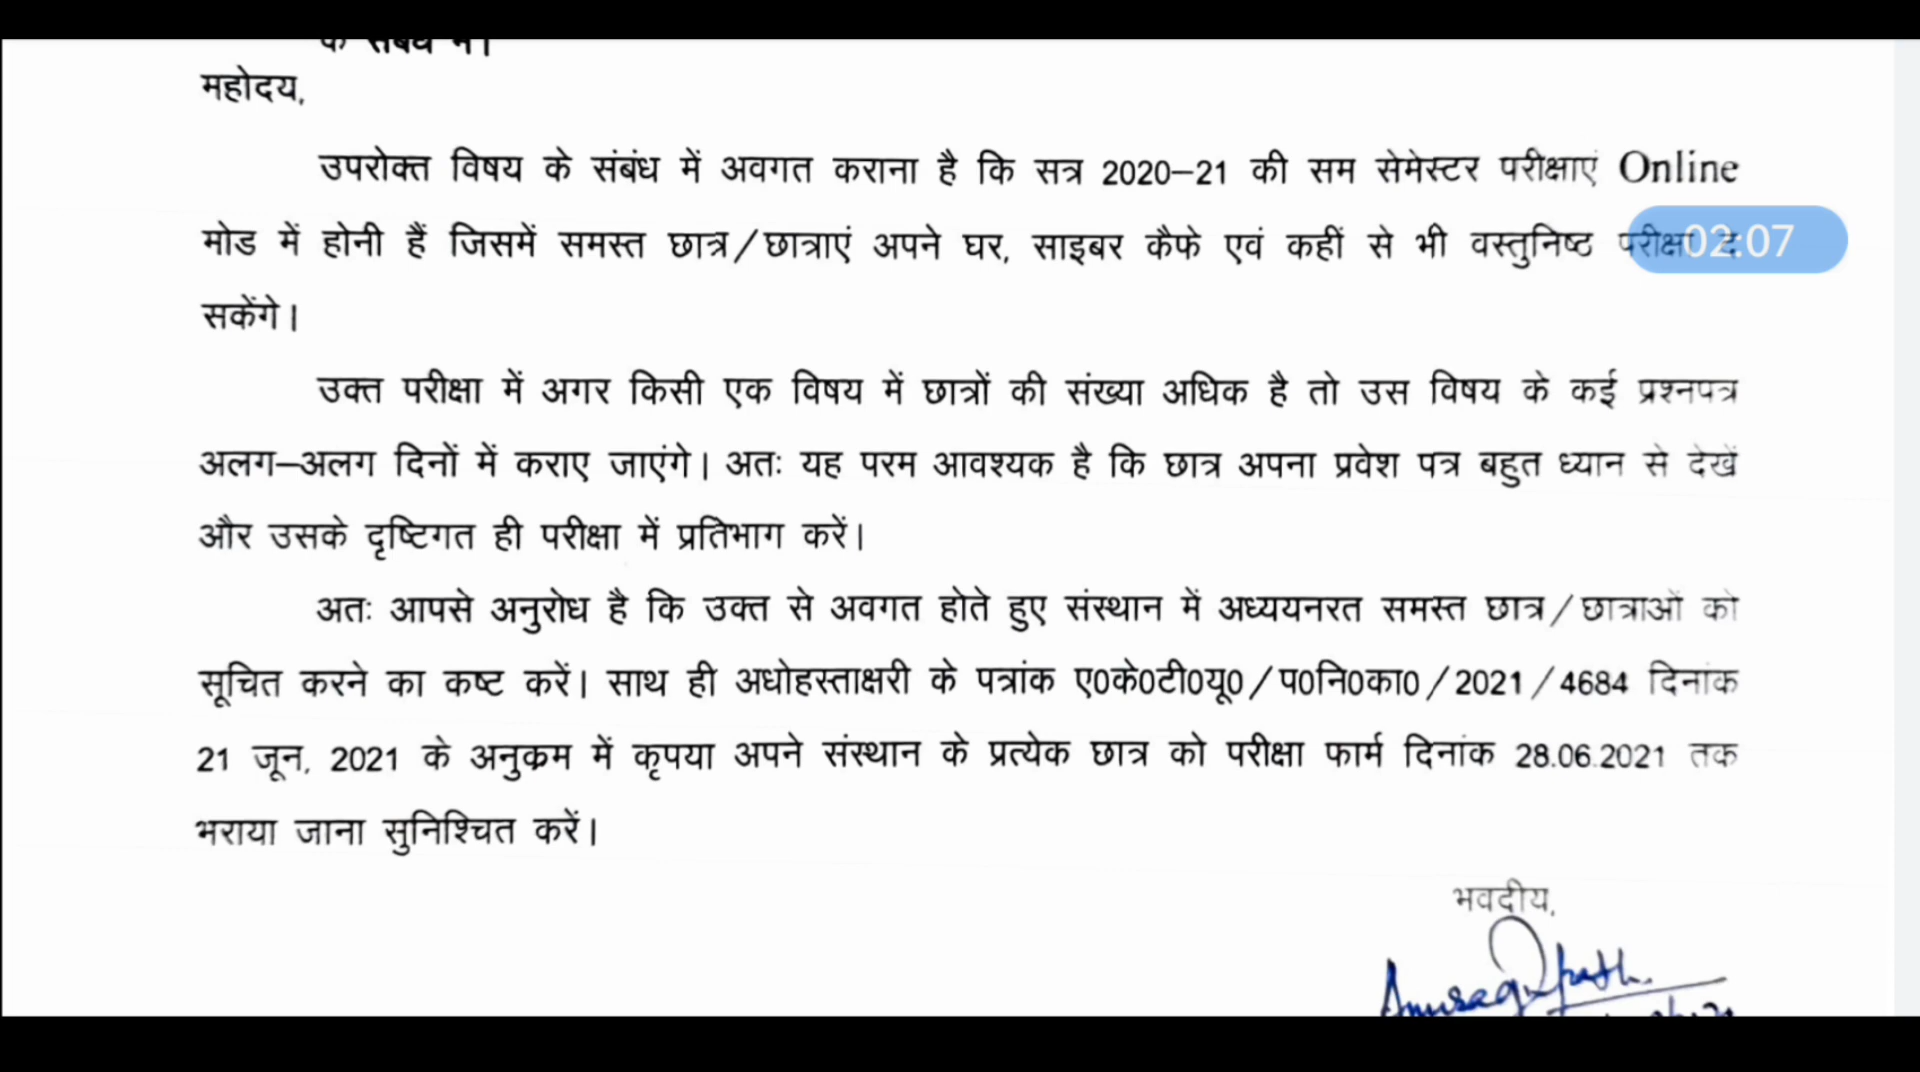 के संबंध में।
महोदय,
उपरोक्त विषय के संबंध में अवगत कराना है कि सत्र 2020–21 की सम सेमेस्टर परीक्षाएं Online
मोड में होनी हैं जिसमें समस्त छात्र/छात्राएं अपने घर, साइबर कैफे एवं कहीं से भी वस्तुनिष्ट परीक्षा
02:07
सकेंगे।
उक्त परीक्षा में अगर किसी एक विषय में छात्रों की संख्या अधिक है तो उस विषय के कई प्रश्नपत्र
अलग–अलग दिनों में कराए जाएंगे। अतः यह परम आवश्यक है कि छात्र अपना प्रवेश पत्र बहुत ध्यान से देखें
और उसके दृष्टिगत ही परीक्षा में प्रतिभाग करें।
अतः आपसे अनुरोध है कि उक्त से अवगत होते हुए संस्थान में अध्ययनरत समस्त छात्र/छात्राओं को
सूचित करने का कष्ट करें। साथ ही अधोहस्ताक्षरी के पत्रांक ए0के0टी0यू0/प0नि0का0/2021/4684 दिनांक
21 जून, 2021 के अनुक्रम में कृपया अपने संस्थान के प्रत्येक छात्र को परीक्षा फार्म दिनांक 28.06.2021 तक
भराया जाना सुनिश्चित करें।
भवदीय,